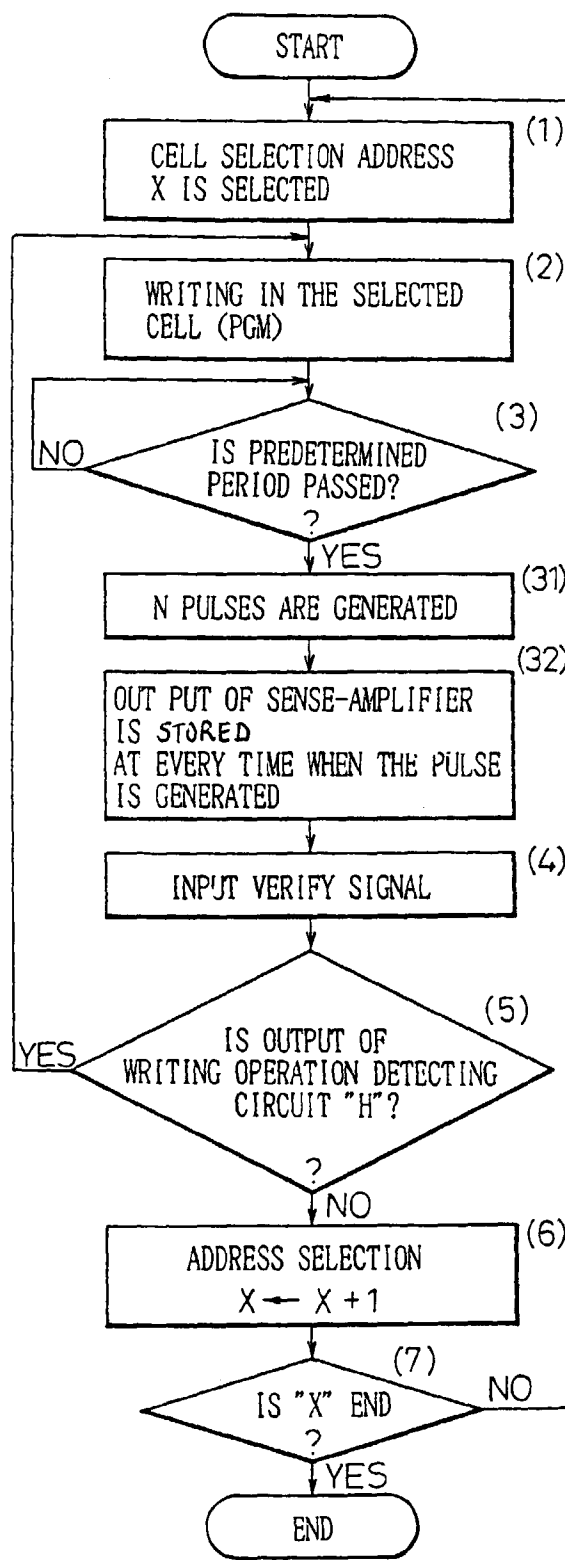 START
(1)
CELL SELECTION ADDRESS
X IS SELECTED
(2)
WRITING IN THE SELECTED
CELL (PGM)
(3)
NO
IS PREDETERMINED
PERIOD PASSED?
?
YES
(31)
N PULSES ARE GENERATED
(32)
OUT PUT OF SENSE-AMPLIFIER
IS STORED
AT EVERY TIME WHEN THE PULSE
IS GENERATED
(4)
INPUT VERIFY SIGNAL
(5)
YES
IS OUTPUT OF
WRITING OPERATION DETECTING
CIRCUIT "H"?
?
NO
(6)
ADDRESS SELECTION
X ← X + 1
(7)
IS "X" END
NO
?
YES
END